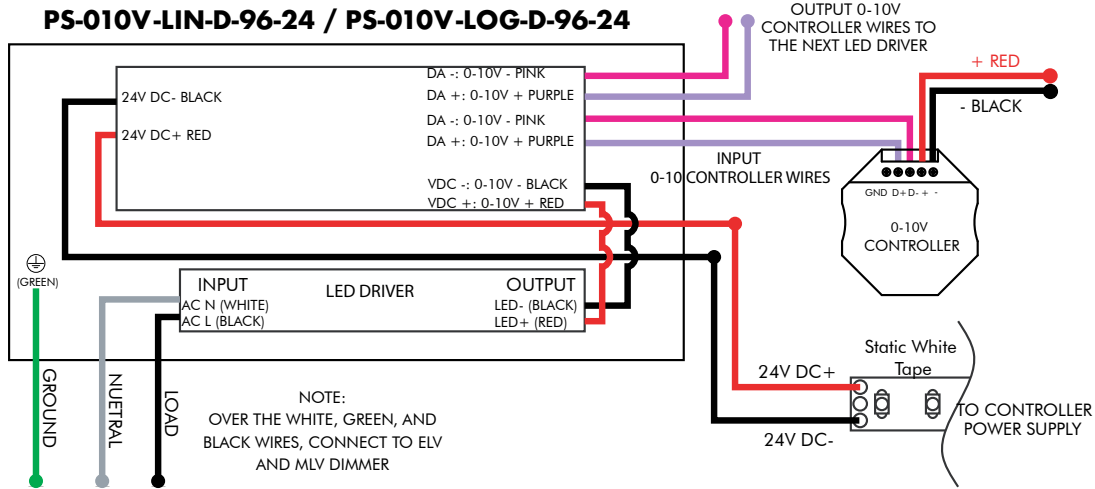 PS-010V-LIN-D-96-24 / PS-010V-LOG-D-96-24
OUTPUT 0-10V
CONTROLLER WIRES TO
THE NEXT LED DRIVER
+ RED
- BLACK
24V DC- BLACK
24V DC+ RED
DA -: 0-10V - PINK
DA +: 0-10V + PURPLE
DA -: 0-10V - PINK
DA +: 0-10V + PURPLE
VDC -: 0-10V - BLACK
VDC +: 0-10V + RED
INPUT
0-10 CONTROLLER WIRES
GND D+ D- + -
0-10V
CONTROLLER
(GREEN)
INPUT
AC N (WHITE)
AC L (BLACK)
LED DRIVER
OUTPUT
LED- (BLACK)
LED+ (RED)
GROUND
NUETRAL
LOAD
NOTE:
OVER THE WHITE, GREEN, AND
BLACK WIRES, CONNECT TO ELV
AND MLV DIMMER
24V DC+
24V DC-
Static White
Tape
TO CONTROLLER
POWER SUPPLY